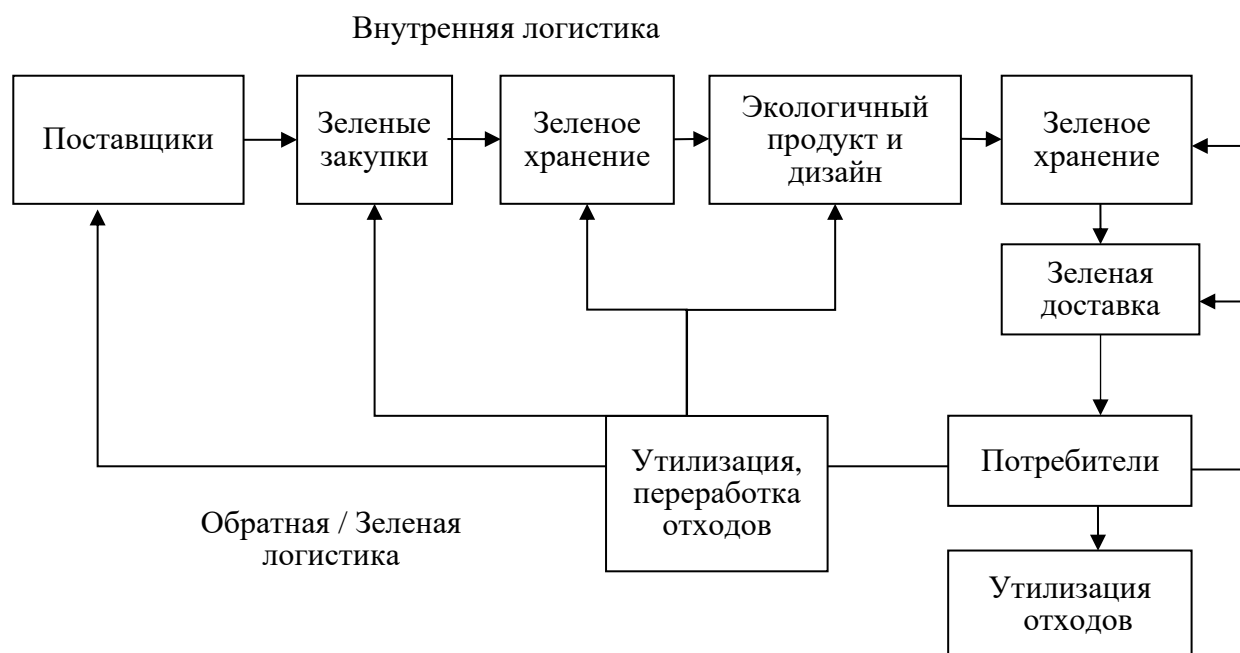 Внутренняя логистика
Поставщики
Зеленые
закупки
Зеленое
хранение
Экологичный
продукт и
дизайн
Зеленое
хранение
Зеленая
доставка
Утилизация,
переработка
отходов
Потребители
Обратная / Зеленая
логистика
Утилизация
отходов